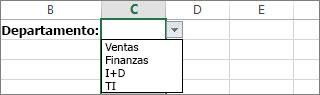 B C D E
Departamento:
Ventas
Finanzas
I+D
TI